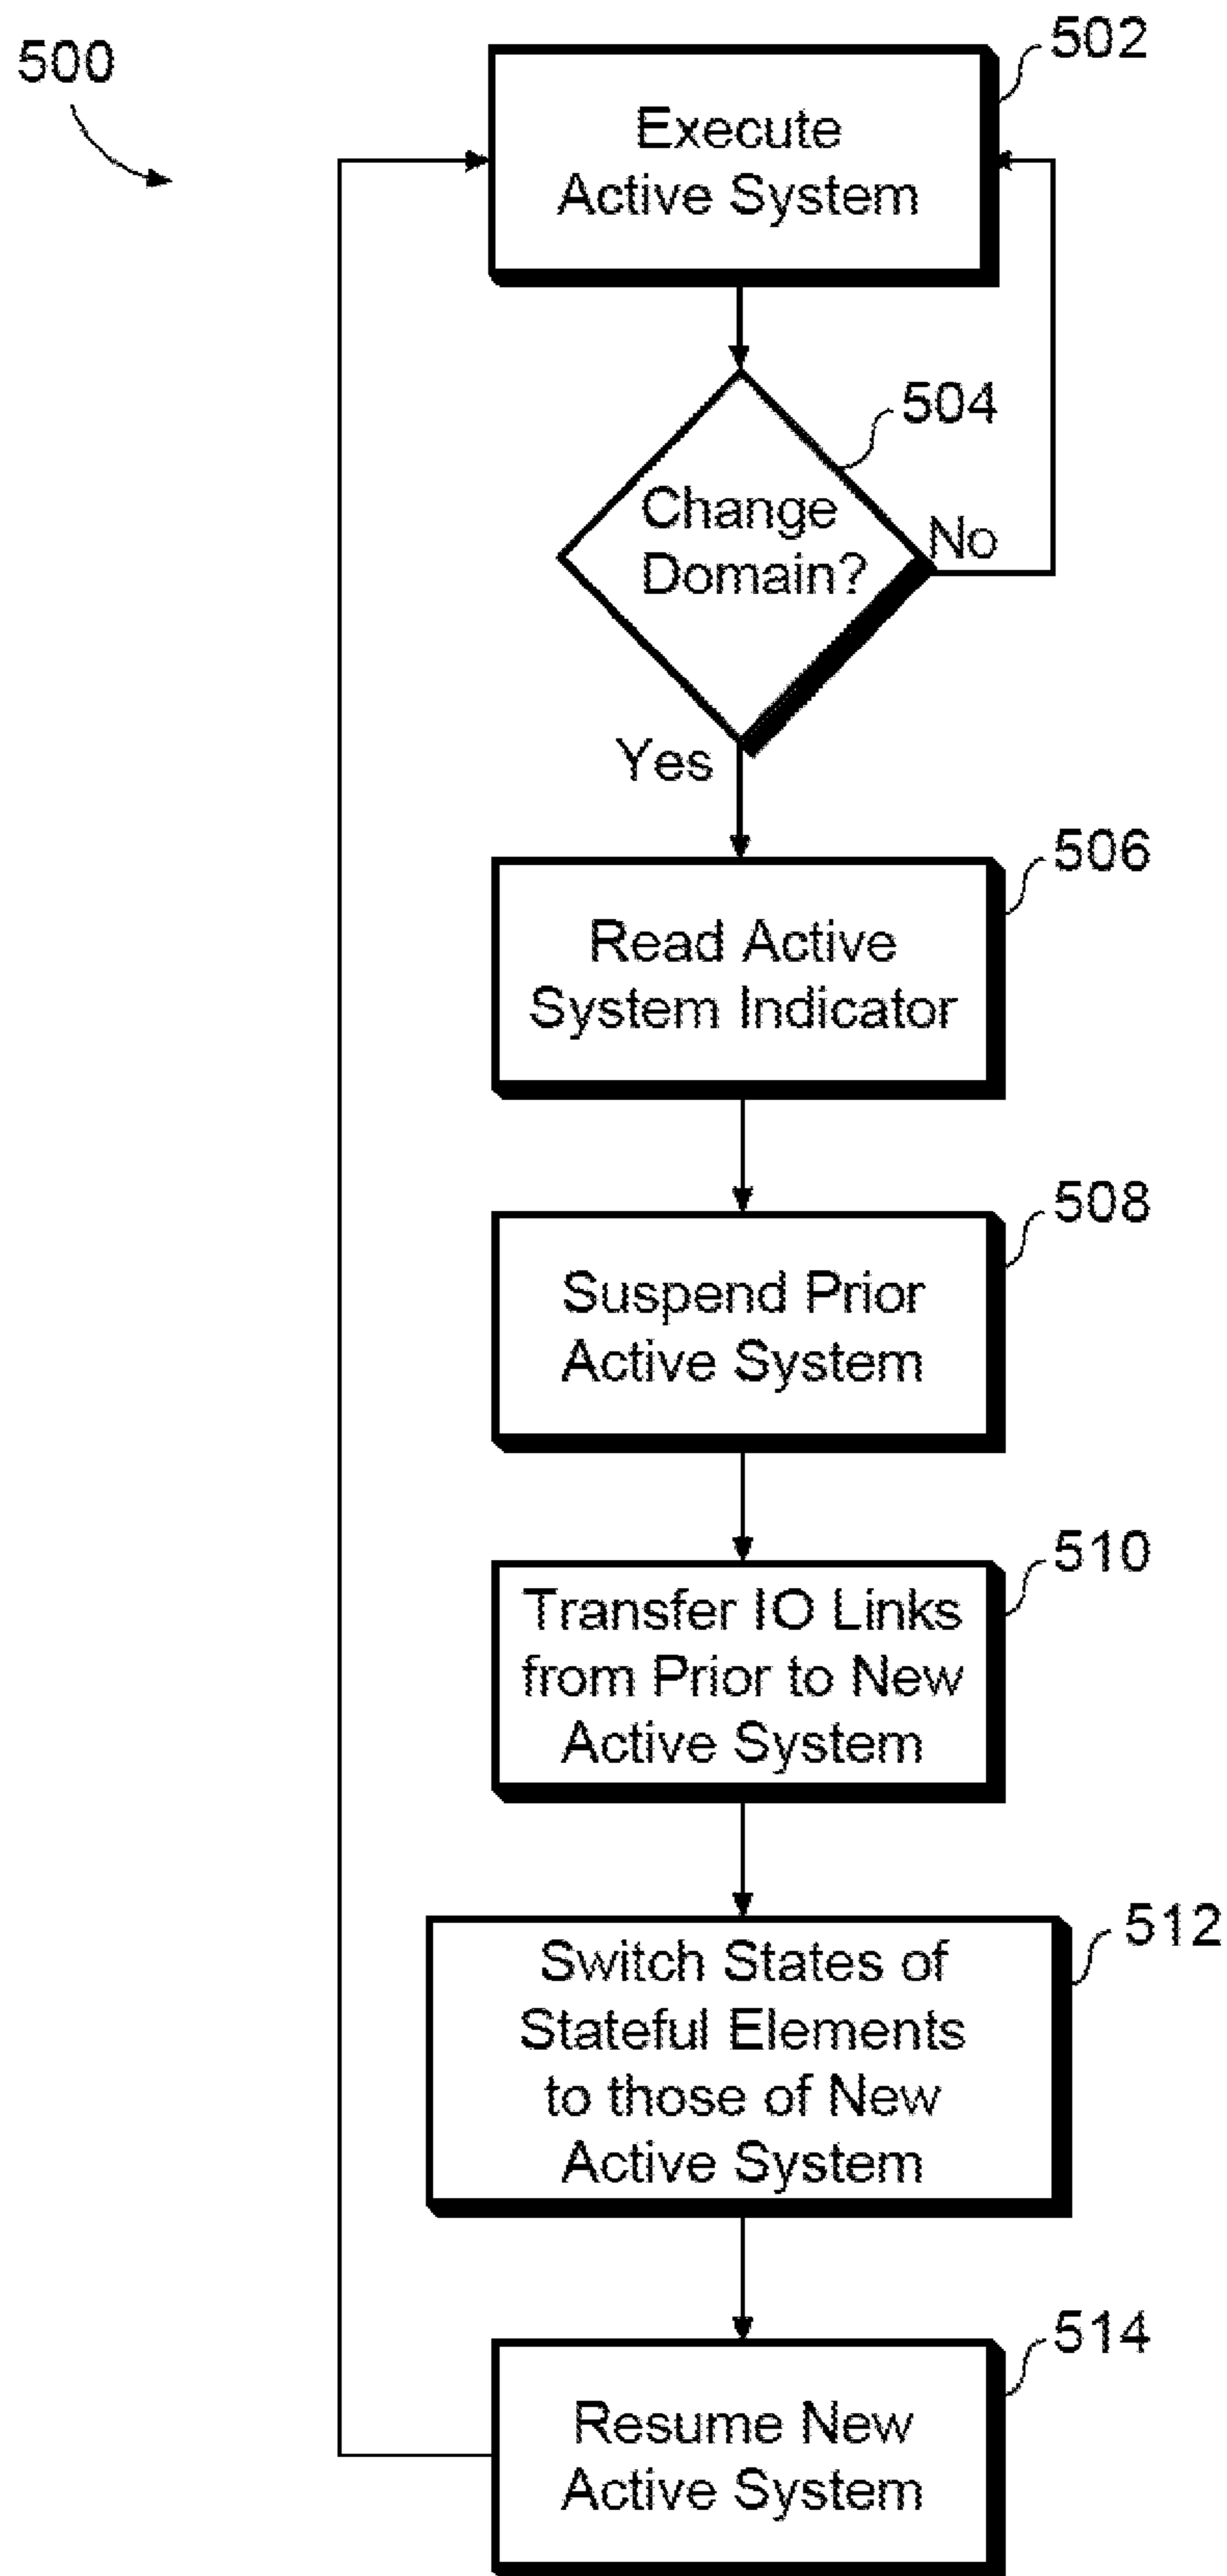 500
502
Execute
Active System
504
Change
Domain?
No
Yes
506
Read Active
System Indicator
508
Suspend Prior
Active System
510
Transfer IO Links
from Prior to New
Active System
512
Switch States of
Stateful Elements
to those of New
Active System
514
Resume New
Active System